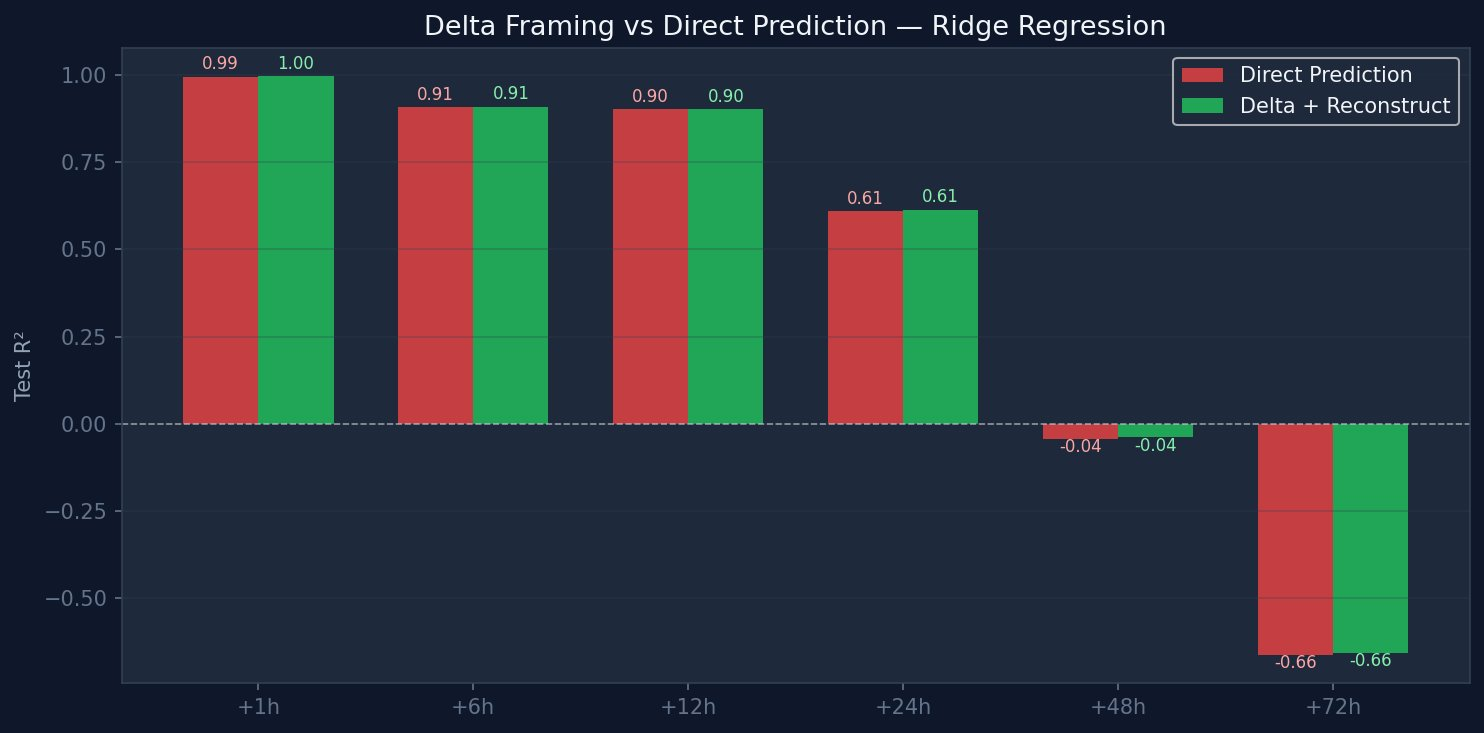 Delta Framing vs Direct Prediction — Ridge Regression
Direct Prediction
Delta + Reconstruct
Test R²
1.00
0.75
0.50
0.25
0.00
−0.25
−0.50
0.99 1.00 0.91 0.91 0.90 0.90 0.61 0.61 -0.04 -0.04 -0.66 -0.66
+1h +6h +12h +24h +48h +72h